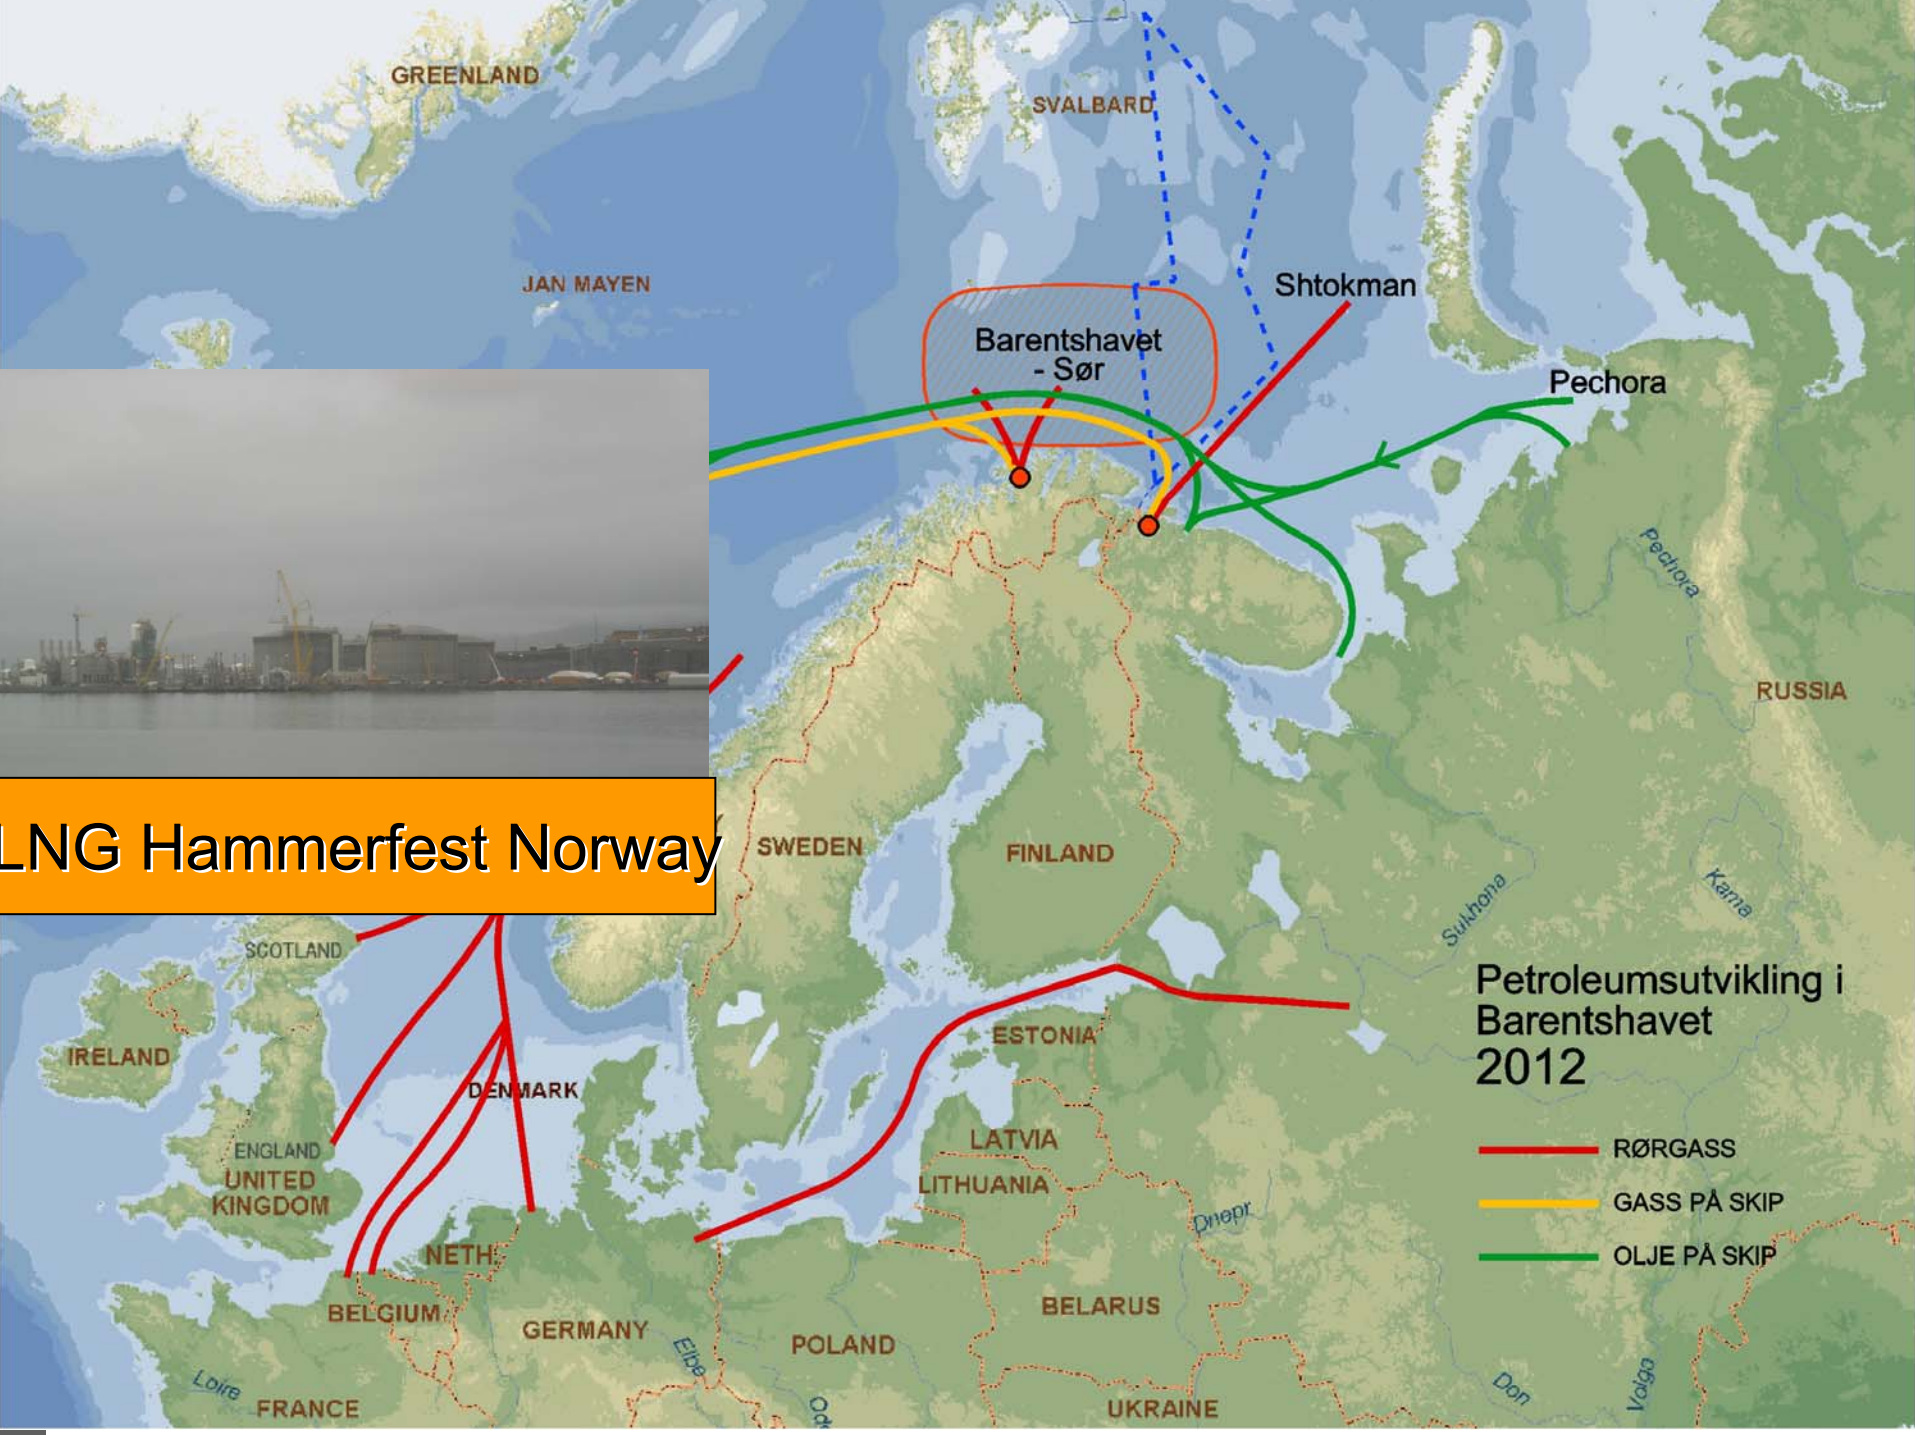 GREENLAND
SVALBARD
JAN MAYEN
Shtokman
Barentshavet
- Sør
Pechora
Pechora
RUSSIA
LNG Hammerfest Norway
SWEDEN
FINLAND
Sukhona
Kama
SCOTLAND
Petroleumsutvikling i
Barentshavet
2012
IRELAND
ESTONIA
DENMARK
LATVIA
ENGLAND
UNITED
KINGDOM
LITHUANIA
RØRGASS
GASS PÅ SKIP
OLJE PÅ SKIP
Dnepr
NETH.
BELGIUM
GERMANY
BELARUS
POLAND
Elbe
Loire
Don
Volga
FRANCE
UKRAINE